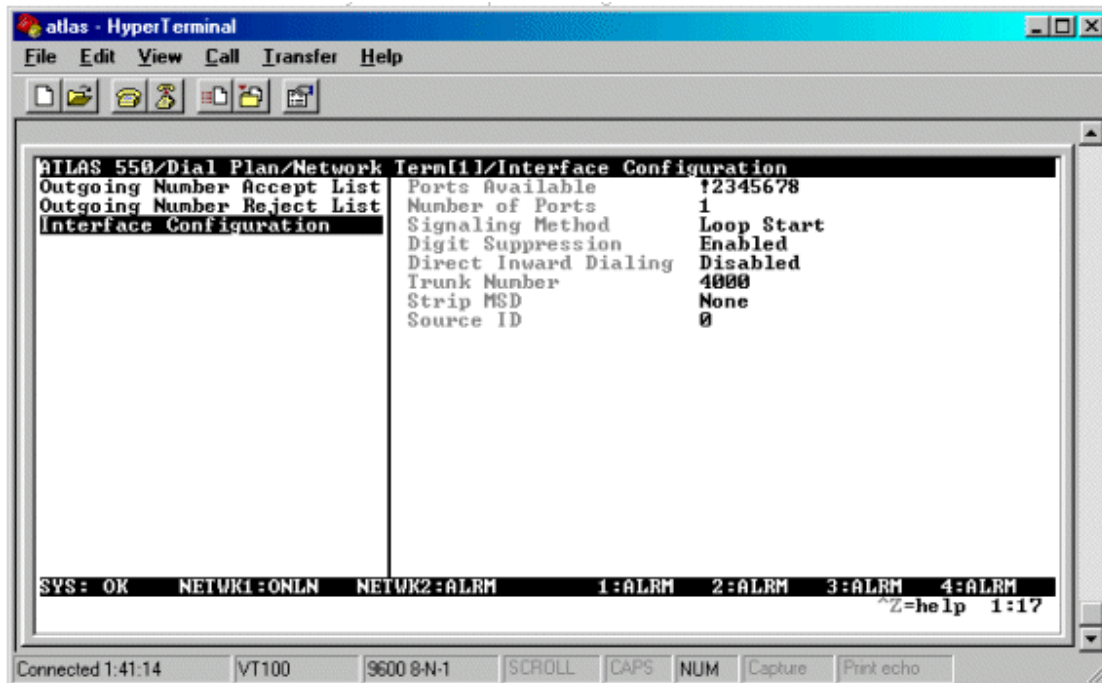 atlas - HyperTerminal
File Edit View Call Transfer Help
ATLAS 550/Dial Plan/Network Term[1]/Interface Configuration
Outgoing Number Accept List Ports Available !2345678
Outgoing Number Reject List Number of Ports 1
Interface Configuration Signaling Method Loop Start
Digit Suppression Enabled
Direct Inward Dialing Disabled
Trunk Number 4000
Strip MSD None
Source ID 0
SYS: OK NETWK1:ONLN NETWK2:ALRM 1:ALRM 2:ALRM 3:ALRM 4:ALRM
^Z=help 1:17
Connected 1:41:14 VT100 9600 8-N-1 SCROLL CAPS NUM Capture Print echo